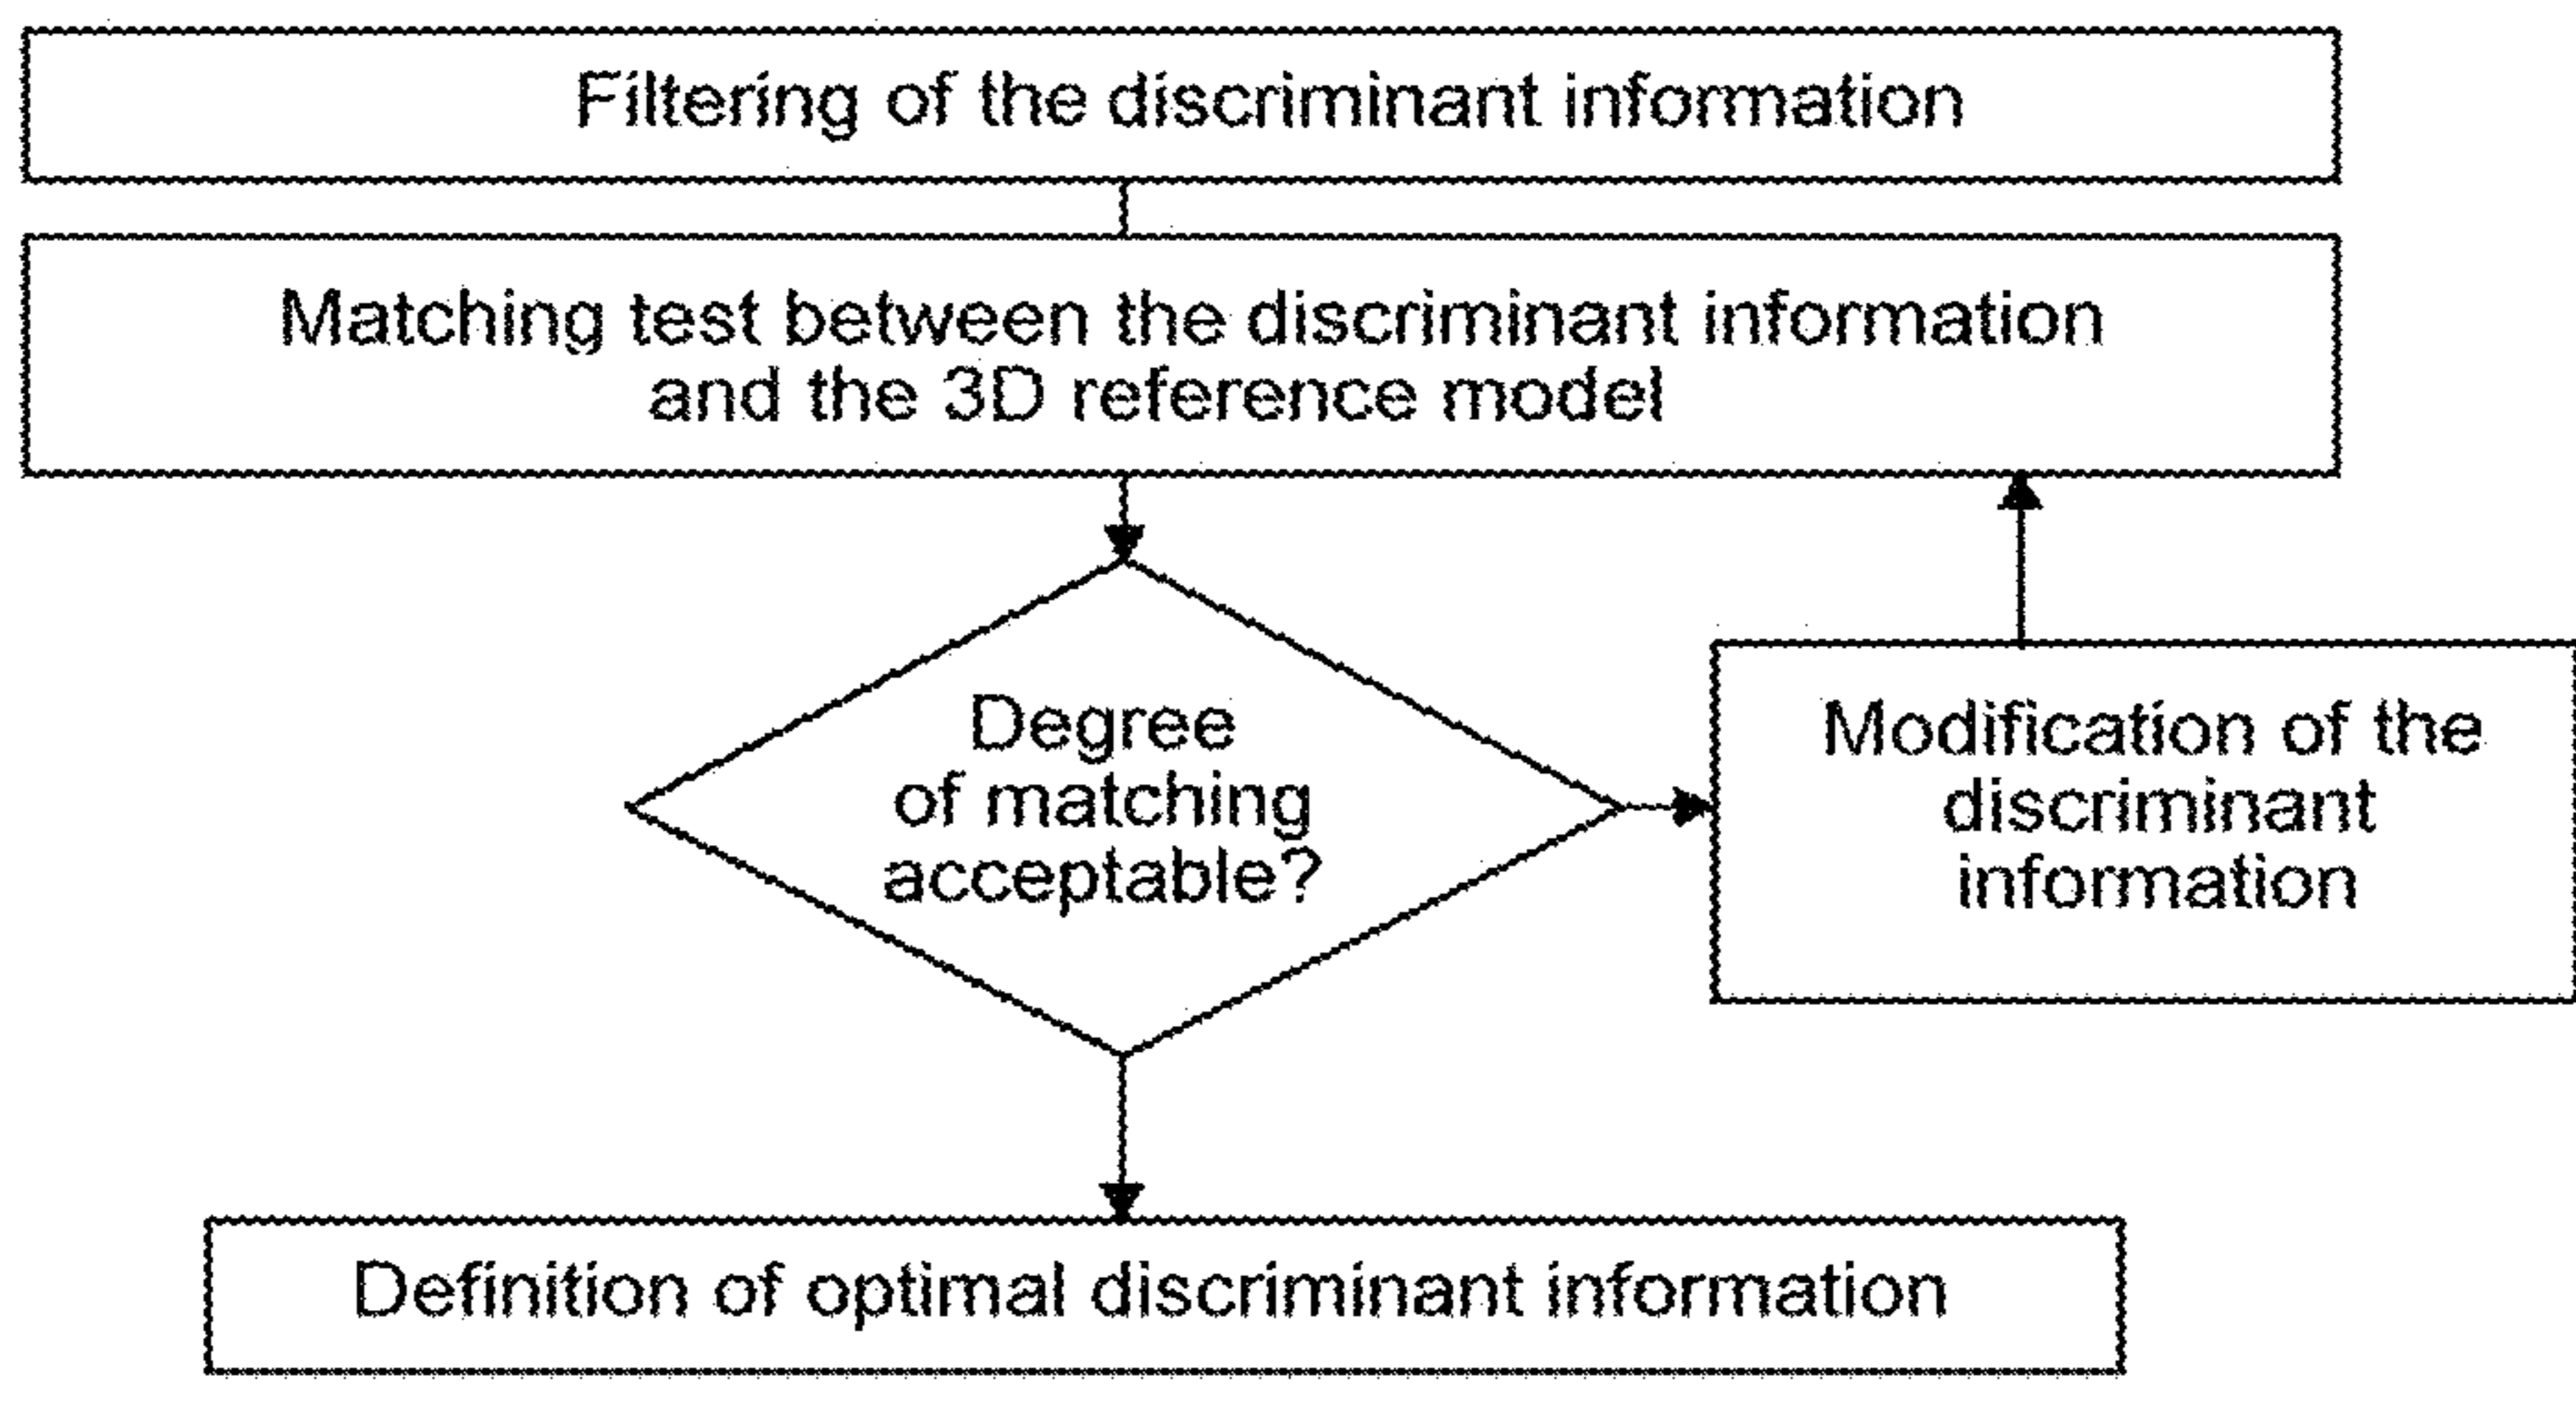 Filtering of the discriminant information
Matching test between the discriminant information
and the 3D reference model
Degree
of matching
acceptable?
Modification of the
discriminant
information
Definition of optimal discriminant information